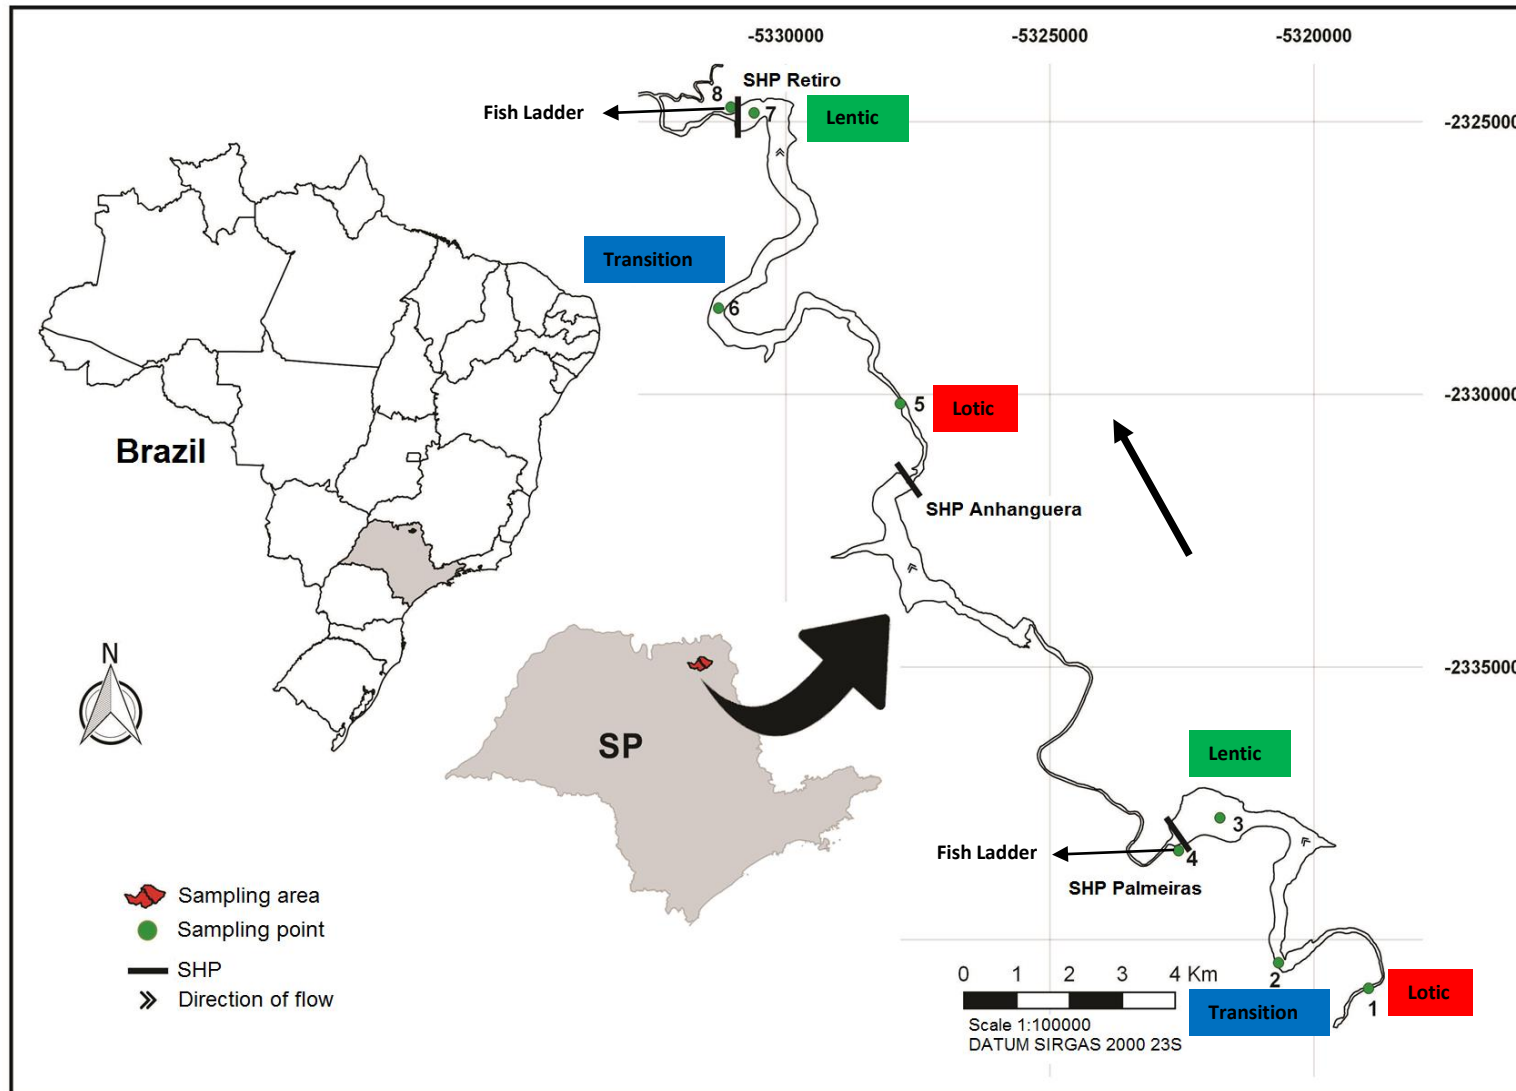 -5330000
-5325000
-5320000
SHP Retiro
8
Fish Ladder
7
Lentic
-2325000
Transition
6
-2330000
5
Lotic
Brazil
SHP Anhanguera
N
-2335000
SP
Lentic
3
Fish Ladder
4
SHP Palmeiras
Sampling area
Sampling point
SHP
Direction of flow
0 1 2 3 4 Km
2
1
Lotic
Transition
Scale 1:100000
DATUM SIRGAS 2000 23S